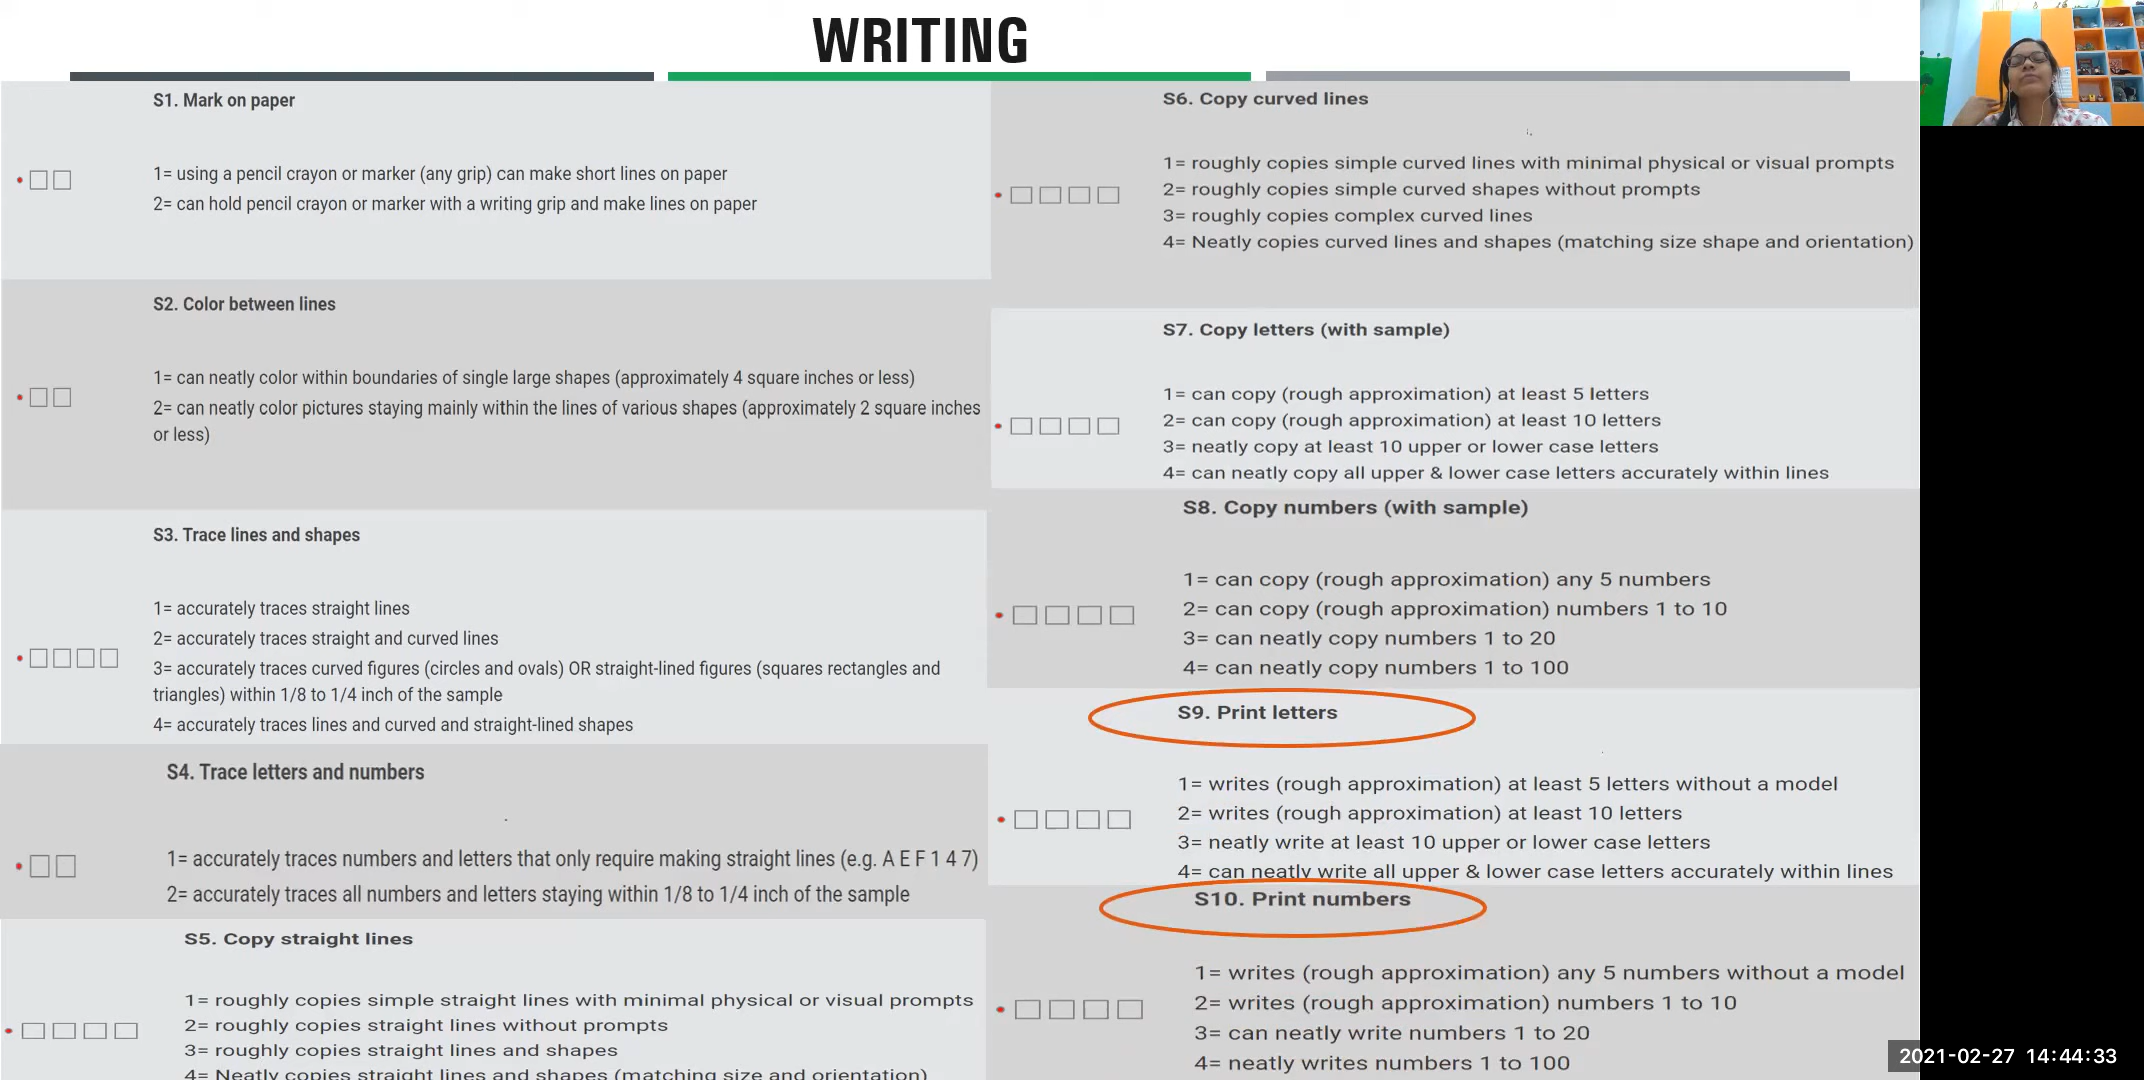 WRITING
S1. Mark on paper
1= using a pencil crayon or marker (any grip) can make short lines on paper
2= can hold pencil crayon or marker with a writing grip and make lines on paper
S2. Color between lines
1= can neatly color within boundaries of single large shapes (approximately 4 square inches or less)
2= can neatly color pictures staying mainly within the lines of various shapes (approximately 2 square inches
or less)
S3. Trace lines and shapes
1= accurately traces straight lines
2= accurately traces straight and curved lines
3= accurately traces curved figures (circles and ovals) OR straight-lined figures (squares rectangles and
triangles) within 1/8 to 1/4 inch of the sample
4= accurately traces lines and curved and straight-lined shapes
S4. Trace letters and numbers
1= accurately traces numbers and letters that only require making straight lines (e.g. A E F 1 4 7)
2= accurately traces all numbers and letters staying within 1/8 to 1/4 inch of the sample
S5. Copy straight lines
1= roughly copies simple straight lines with minimal physical or visual prompts
2= roughly copies straight lines without prompts
3= roughly copies straight lines and shapes
4= Neatly copies straight lines and shapes (matching size and orientation)
S6. Copy curved lines
1= roughly copies simple curved lines with minimal physical or visual prompts
2= roughly copies simple curved shapes without prompts
3= roughly copies complex curved lines
4= Neatly copies curved lines and shapes (matching size shape and orientation)
S7. Copy letters (with sample)
1= can copy (rough approximation) at least 5 letters
2= can copy (rough approximation) at least 10 letters
3= neatly copy at least 10 upper or lower case letters
4= can neatly copy all upper & lower case letters accurately within lines
S8. Copy numbers (with sample)
1= can copy (rough approximation) any 5 numbers
2= can copy (rough approximation) numbers 1 to 10
3= can neatly copy numbers 1 to 20
4= can neatly copy numbers 1 to 100
S9. Print letters
1= writes (rough approximation) at least 5 letters without a model
2= writes (rough approximation) at least 10 letters
3= neatly write at least 10 upper or lower case letters
4= can neatly write all upper & lower case letters accurately within lines
S10. Print numbers
1= writes (rough approximation) any 5 numbers without a model
2= writes (rough approximation) numbers 1 to 10
3= can neatly write numbers 1 to 20
4= neatly writes numbers 1 to 100
2021-02-27 14:44:33